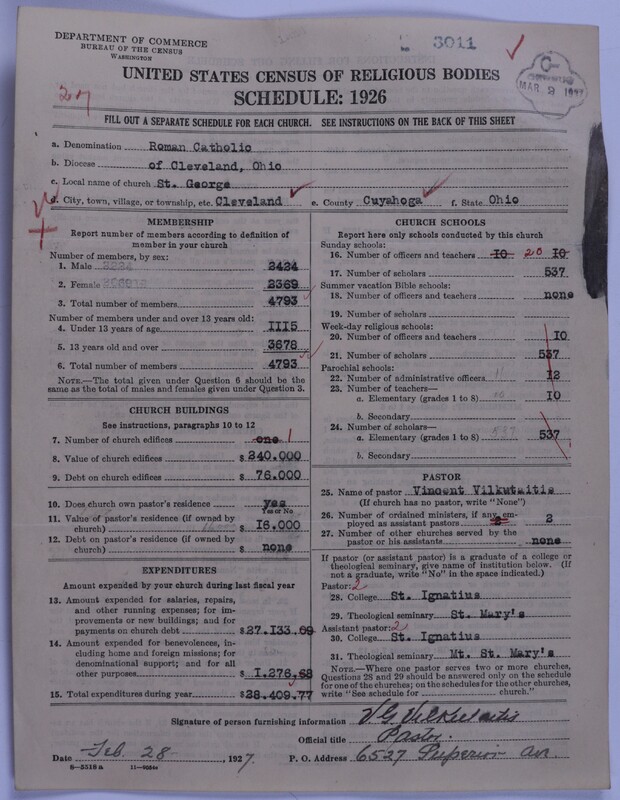 DEPARTMENT OF COMMERCE
BUREAU OF THE CENSUS
WASHINGTON
3011
MAR 2 1927
UNITED STATES CENSUS OF RELIGIOUS BODIES
SCHEDULE: 1926
FILL OUT A SEPARATE SCHEDULE FOR EACH CHURCH. SEE INSTRUCTIONS ON THE BACK OF THIS SHEET
a. Denomination Roman Catholic
b. Diocese of Cleveland, Ohio
c. Local name of church St. George
d. City, town, village, or township, etc. Cleveland e. County Cuyahoga f. State Ohio
MEMBERSHIP
Report number of members according to definition of
member in your church
Number of members, by sex:
1. Male 2424
2. Female 2369
3. Total number of members 4793
Number of members under and over 13 years old:
4. Under 13 years of age 1115
5. 13 years old and over 3678
6. Total number of members 4793
NOTE.—The total given under Question 6 should be the
same as the total of males and females given under Question 3.
CHURCH BUILDINGS
See instructions, paragraphs 10 to 12
7. Number of church edifices one 1
8. Value of church edifices $ 240.000
9. Debt on church edifices $ 76.000
10. Does church own pastor's residence yes
Yes or No
11. Value of pastor's residence (if owned by
church) $ 16.000
12. Debt on pastor's residence (if owned by
church) $ none
EXPENDITURES
Amount expended by your church during last fiscal year
13. Amount expended for salaries, repairs,
and other running expenses; for im-
provements or new buildings; and for
payments on church debt $27.133.09
14. Amount expended for benevolences,
including home and foreign missions; for
denominational support; and for all
other purposes $ 1.276,68
15. Total expenditures during year $28.409.77
CHURCH SCHOOLS
Report here only schools conducted by this church
Sunday schools:
16. Number of officers and teachers 10 20 10
17. Number of scholars 537
Summer vacation Bible schools:
18. Number of officers and teachers none
19. Number of scholars
Week-day religious schools:
20. Number of officers and teachers 10
21. Number of scholars 537
Parochial schools:
22. Number of administrative officers 11 12
23. Number of teachers—
a. Elementary (grades 1 to 8) 10 10
b. Secondary
24. Number of scholars—
a. Elementary (grades 1 to 8) 537 537
b. Secondary
PASTOR
25. Name of pastor Vincent Vilkutaitis
(If church has no pastor, write "None")
26. Number of ordained ministers, if any, em-
ployed as assistant pastors 2
27. Number of other churches served by the
pastor or his assistants none
If pastor (or assistant pastor) is a graduate of a college or
theological seminary, give name of institution below. (If
not a graduate, write "No" in the space indicated.)
Pastor: 2
28. College St. Ignatius
29. Theological seminary St. Mary's
Assistant pastor: 2
30. College St. Ignatius
31. Theological seminary Mt. St. Mary's
NOTE.—Where one pastor serves two or more churches,
Questions 28 and 29 should be answered only on the schedule
for one of the churches; on the schedules for the other churches,
write "See schedule for church."
Signature of person furnishing information V. G. Vilkutaitis
Official title Pastor.
Date Feb. 28, 1927. P. O. Address 6527 Superior Av.
8—5516 a